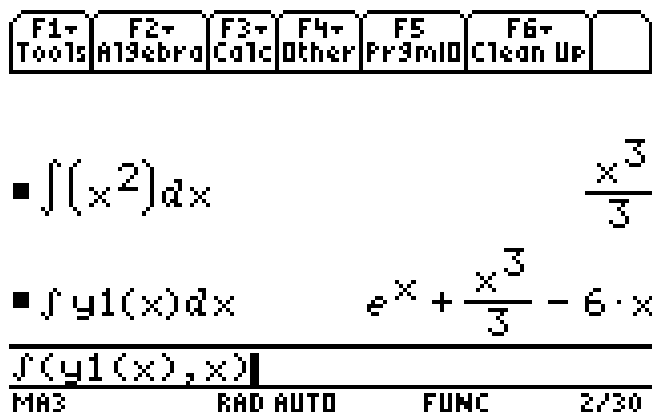 F1▾ F2▾ F3▾ F4▾ F5 F6▾
Tools Algebra Calc Other PrgmIO Clean Up
▪ ∫(x²)dx x³/3
▪ ∫y1(x)dx eˣ + x³/3 − 6·x
∫(y1(x),x)
MA3 RAD AUTO FUNC 2/30